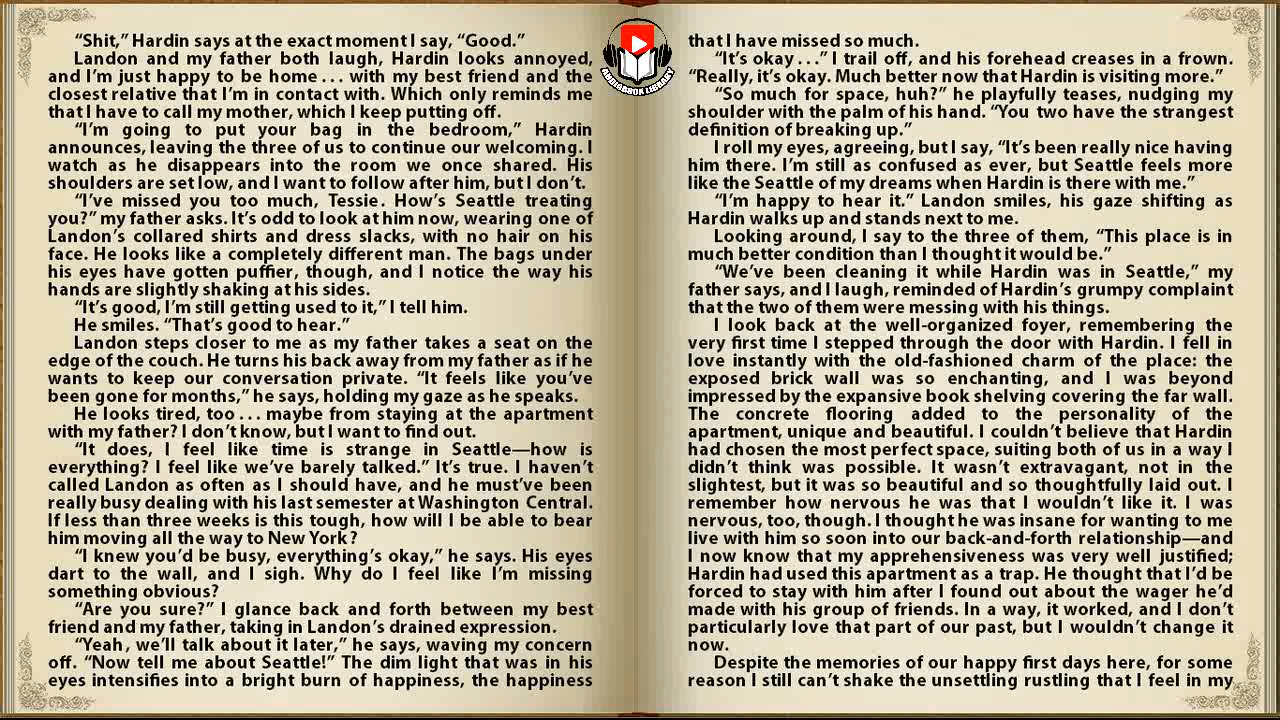 “Shit,” Hardin says at the exact moment I say, “Good.”
Landon and my father both laugh, Hardin looks annoyed,
and I’m just happy to be home . . . with my best friend and the
closest relative that I’m in contact with. Which only reminds me
that I have to call my mother, which I keep putting off.
“I’m going to put your bag in the bedroom,” Hardin
announces, leaving the three of us to continue our welcoming. I
watch as he disappears into the room we once shared. His
shoulders are set low, and I want to follow after him, but I don’t.
“I’ve missed you too much, Tessie. How’s Seattle treating
you?” my father asks. It’s odd to look at him now, wearing one of
Landon’s collared shirts and dress slacks, with no hair on his
face. He looks like a completely different man. The bags under
his eyes have gotten puffier, though, and I notice the way his
hands are slightly shaking at his sides.
“It’s good, I’m still getting used to it,” I tell him.
He smiles. “That’s good to hear.”
Landon steps closer to me as my father takes a seat on the
edge of the couch. He turns his back away from my father as if he
wants to keep our conversation private. “It feels like you’ve
been gone for months,” he says, holding my gaze as he speaks.
He looks tired, too . . . maybe from staying at the apartment
with my father? I don’t know, but I want to find out.
“It does, I feel like time is strange in Seattle—how is
everything? I feel like we’ve barely talked.” It’s true. I haven’t
called Landon as often as I should have, and he must’ve been
really busy dealing with his last semester at Washington Central.
If less than three weeks is this tough, how will I be able to bear
him moving all the way to New York?
“I knew you’d be busy, everything’s okay,” he says. His eyes
dart to the wall, and I sigh. Why do I feel like I’m missing
something obvious?
“Are you sure?” I glance back and forth between my best
friend and my father, taking in Landon’s drained expression.
“Yeah, we’ll talk about it later,” he says, waving my concern
off. “Now tell me about Seattle!” The dim light that was in his
eyes intensifies into a bright burn of happiness, the happiness
AUDIOBOOK LIBRARY
that I have missed so much.
“It’s okay . . .” I trail off, and his forehead creases in a frown.
“Really, it’s okay. Much better now that Hardin is visiting more.”
“So much for space, huh?” he playfully teases, nudging my
shoulder with the palm of his hand. “You two have the strangest
definition of breaking up.”
I roll my eyes, agreeing, but I say, “It’s been really nice having
him there. I’m still as confused as ever, but Seattle feels more
like the Seattle of my dreams when Hardin is there with me.”
“I’m happy to hear it.” Landon smiles, his gaze shifting as
Hardin walks up and stands next to me.
Looking around, I say to the three of them, “This place is in
much better condition than I thought it would be.”
“We’ve been cleaning it while Hardin was in Seattle,” my
father says, and I laugh, reminded of Hardin’s grumpy complaint
that the two of them were messing with his things.
I look back at the well-organized foyer, remembering the
very first time I stepped through the door with Hardin. I fell in
love instantly with the old-fashioned charm of the place: the
exposed brick wall was so enchanting, and I was beyond
impressed by the expansive book shelving covering the far wall.
The concrete flooring added to the personality of the
apartment, unique and beautiful. I couldn’t believe that Hardin
had chosen the most perfect space, suiting both of us in a way I
didn’t think was possible. It wasn’t extravagant, not in the
slightest, but it was so beautiful and so thoughtfully laid out. I
remember how nervous he was that I wouldn’t like it. I was
nervous, too, though. I thought he was insane for wanting to me
live with him so soon into our back-and-forth relationship—and
I now know that my apprehensiveness was very well justified;
Hardin had used this apartment as a trap. He thought that I’d be
forced to stay with him after I found out about the wager he’d
made with his group of friends. In a way, it worked, and I don’t
particularly love that part of our past, but I wouldn’t change it
now.
Despite the memories of our happy first days here, for some
reason I still can’t shake the unsettling rustling that I feel in my